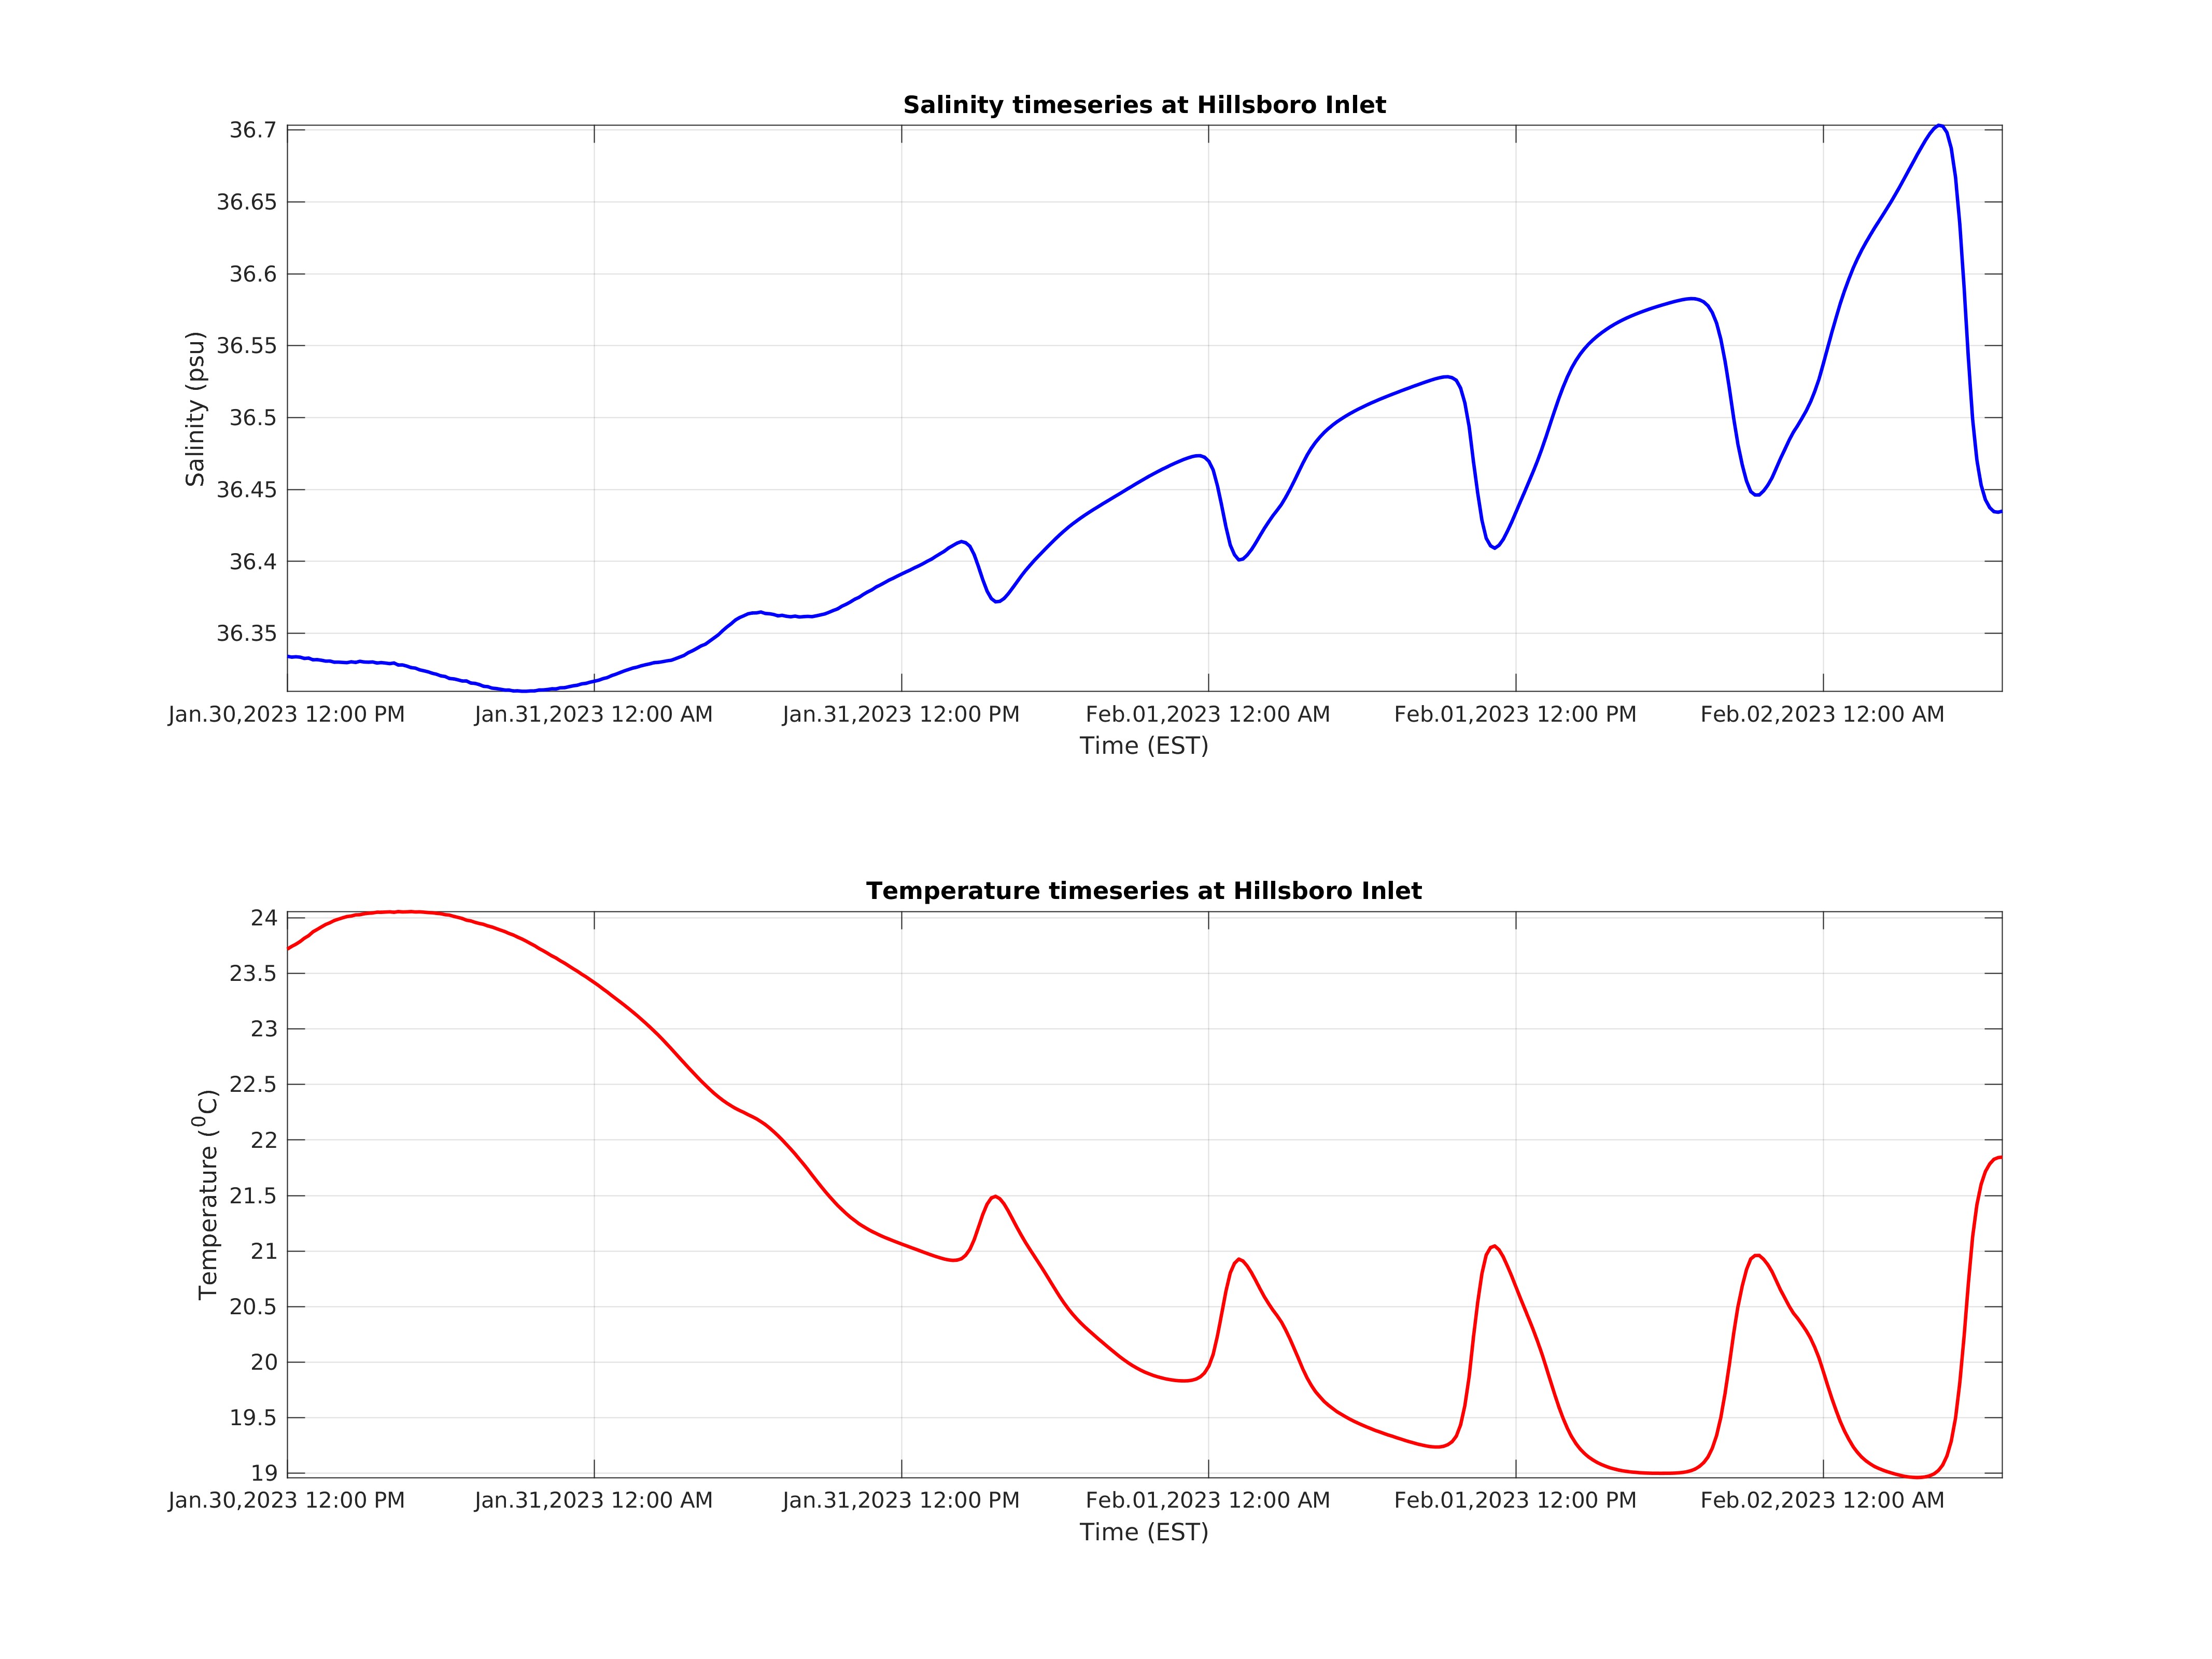 Salinity timeseries at Hillsboro Inlet
Salinity (psu)
36.7
36.65
36.6
36.55
36.5
36.45
36.4
36.35
Jan.30,2023 12:00 PM Jan.31,2023 12:00 AM Jan.31,2023 12:00 PM Feb.01,2023 12:00 AM Feb.01,2023 12:00 PM Feb.02,2023 12:00 AM
Time (EST)
Temperature timeseries at Hillsboro Inlet
Temperature (⁰C)
24
23.5
23
22.5
22
21.5
21
20.5
20
19.5
19
Jan.30,2023 12:00 PM Jan.31,2023 12:00 AM Jan.31,2023 12:00 PM Feb.01,2023 12:00 AM Feb.01,2023 12:00 PM Feb.02,2023 12:00 AM
Time (EST)